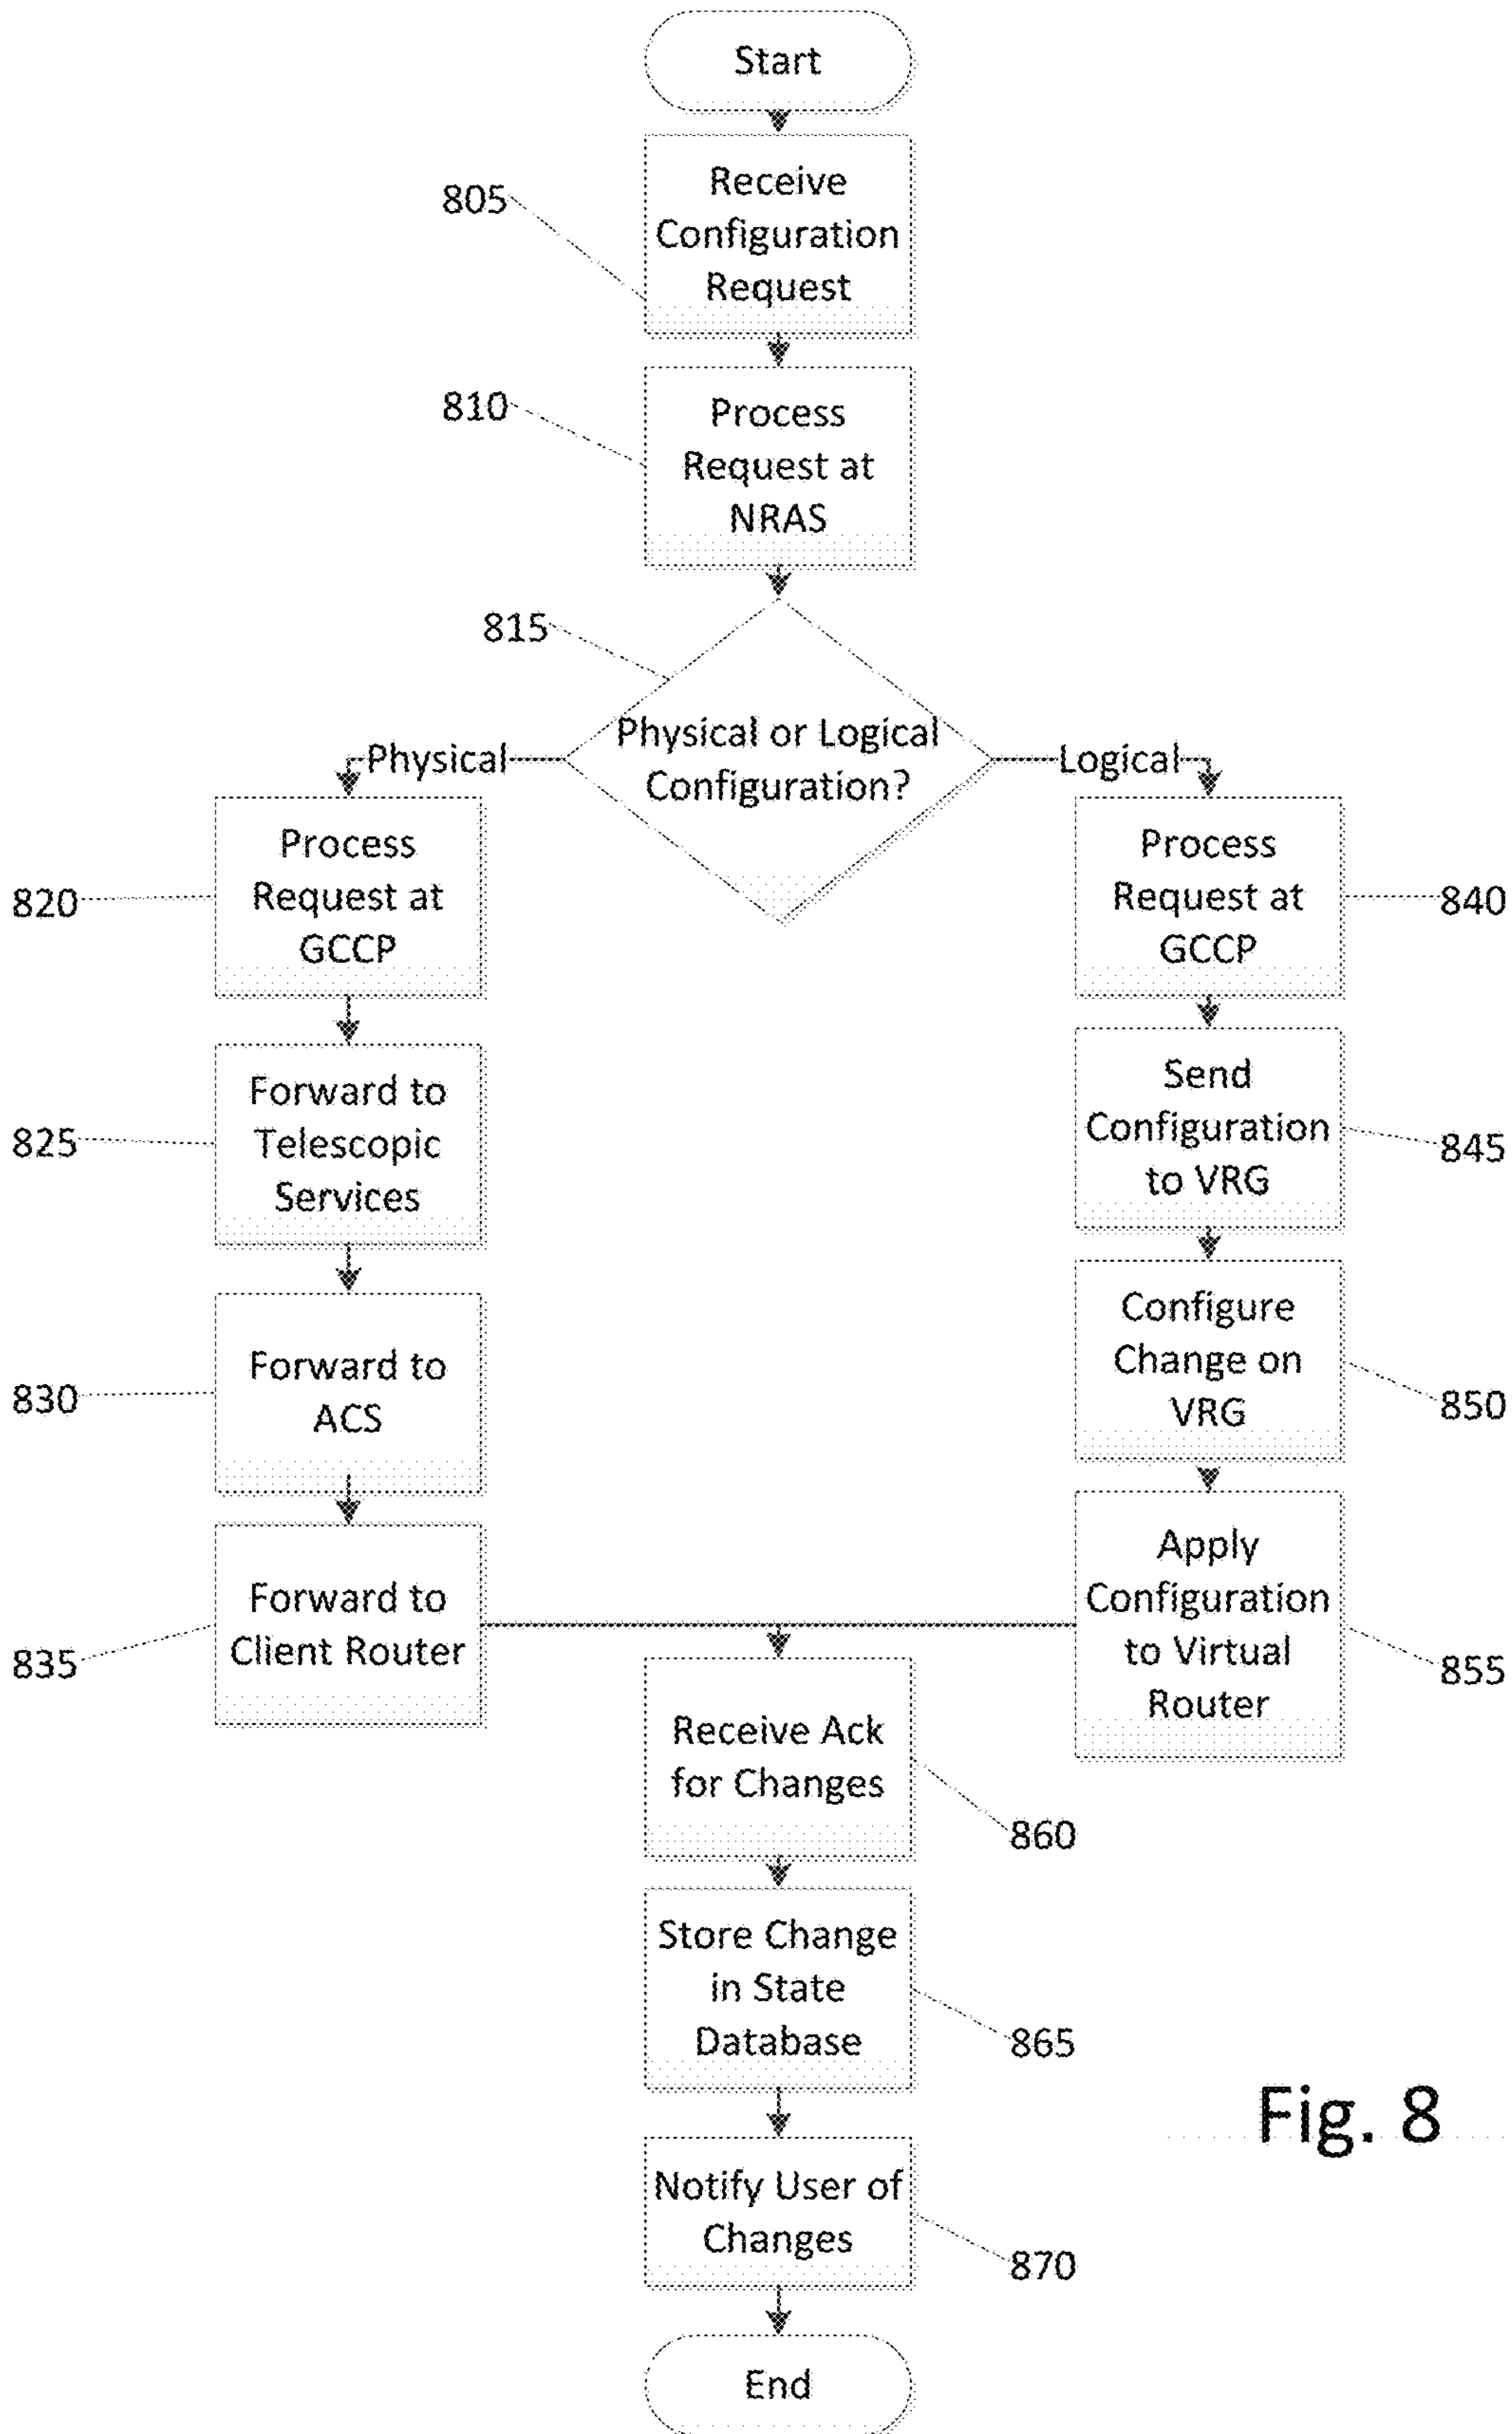 Start
805
Receive
Configuration
Request
810
Process
Request at
NRAS
815
Physical or Logical
Configuration?
Physical
Logical
820
Process
Request at
GCCP
825
Forward to
Telescopic
Services
830
Forward to
ACS
835
Forward to
Client Router
Process
Request at
GCCP
840
Send
Configuration
to VRG
845
Configure
Change on
VRG
850
Apply
Configuration
to Virtual
Router
855
Receive Ack
for Changes
860
Store Change
in State
Database
865
Notify User of
Changes
870
End
Fig. 8